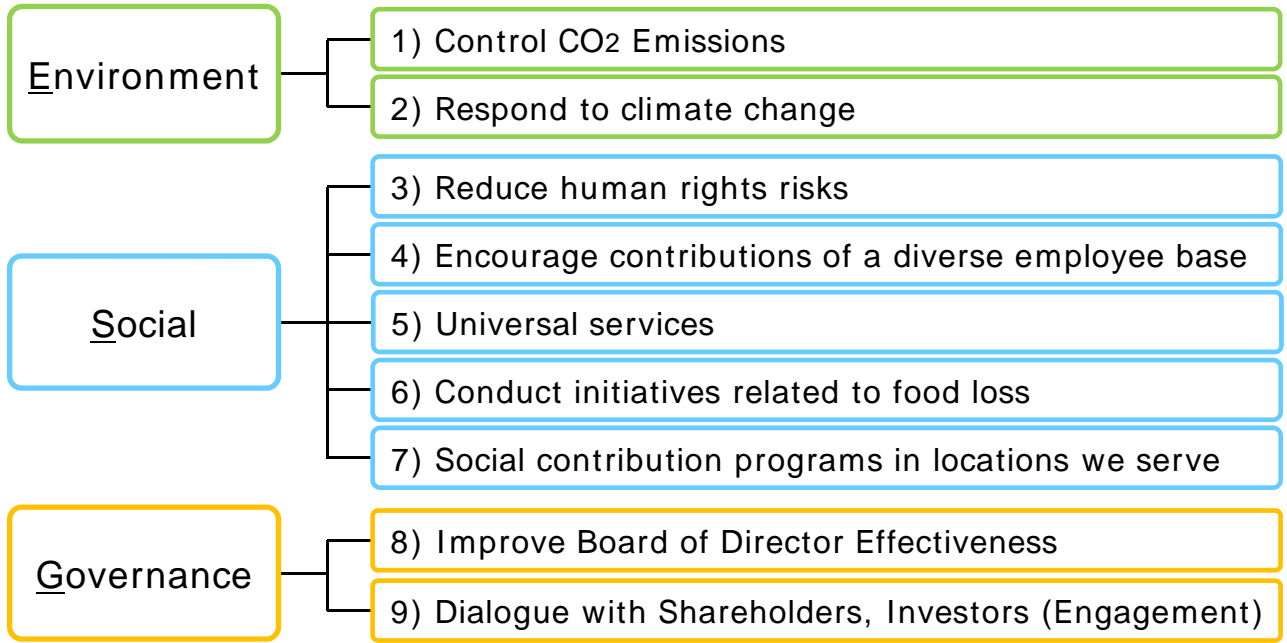 Environment
1) Control CO2 Emissions
2) Respond to climate change
Social
3) Reduce human rights risks
4) Encourage contributions of a diverse employee base
5) Universal services
6) Conduct initiatives related to food loss
7) Social contribution programs in locations we serve
Governance
8) Improve Board of Director Effectiveness
9) Dialogue with Shareholders, Investors (Engagement)